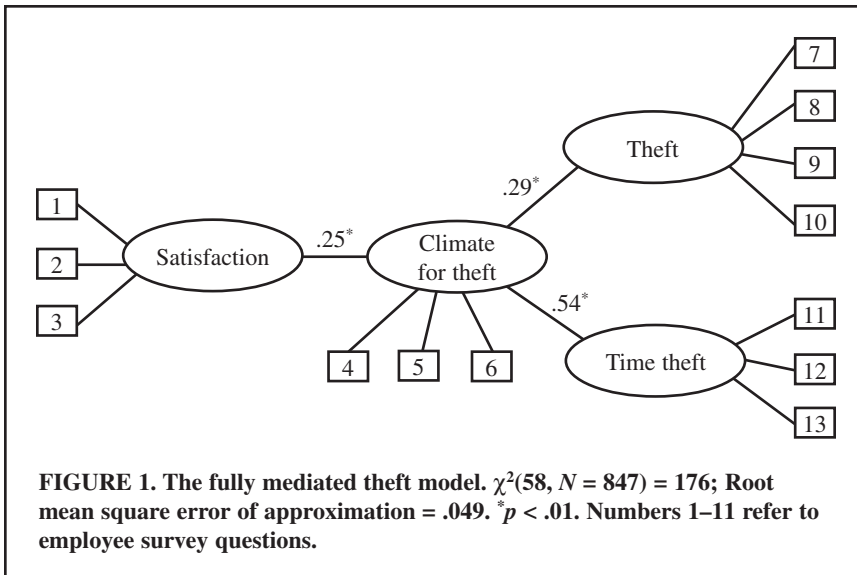 7
8
Theft
9
.29*
10
1
Climate
.25*
Satisfaction
for theft
2
.54*
11
3
4
5
6
Time theft
12
13
FIGURE 1. The fully mediated theft model. χ²(58, N = 847) = 176; Root
mean square error of approximation = .049. *p < .01. Numbers 1–11 refer to
employee survey questions.